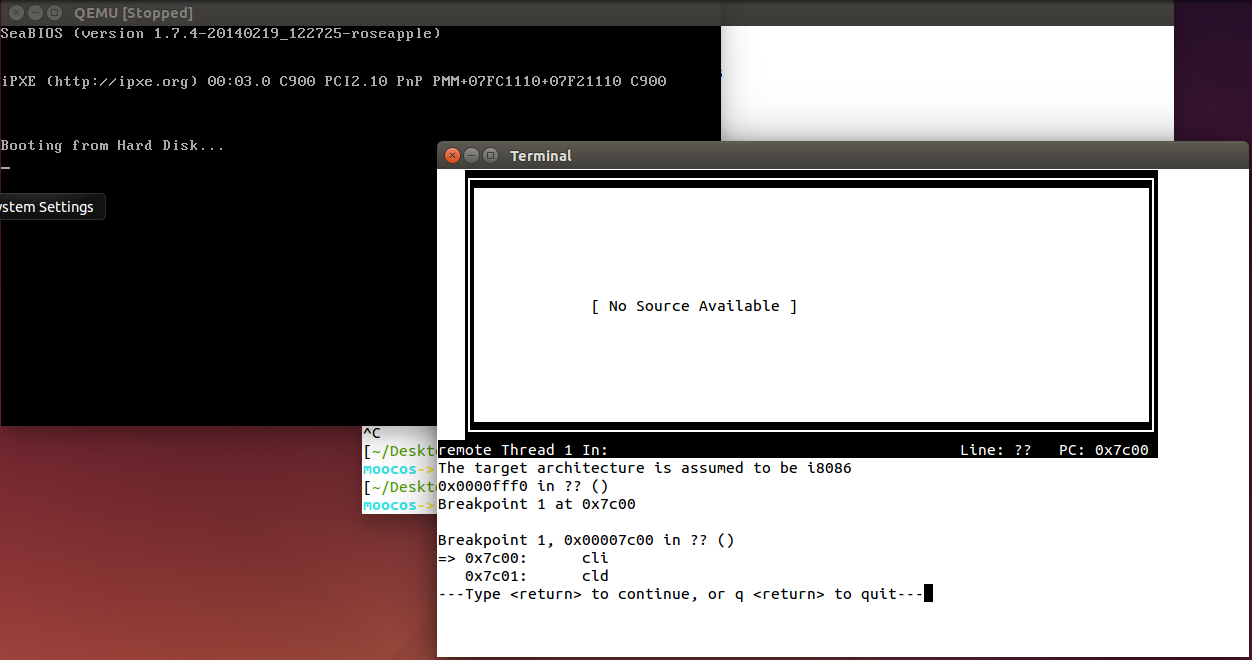 QEMU [Stopped]
SeaBIOS (version 1.7.4-20140219_122725-roseapple)
iPXE (http://ipxe.org) 00:03.0 C900 PCI2.10 PnP PMM+07FC1110+07F21110 C900
Booting from Hard Disk...
ystem Settings
^C
[~/Deskt
moocos->
[~/Deskt
moocos->
Terminal
[ No Source Available ]
remote Thread 1 In: Line: ?? PC: 0x7c00
The target architecture is assumed to be i8086
0x0000fff0 in ?? ()
Breakpoint 1 at 0x7c00
Breakpoint 1, 0x00007c00 in ?? ()
=> 0x7c00: cli
0x7c01: cld
---Type <return> to continue, or q <return> to quit---